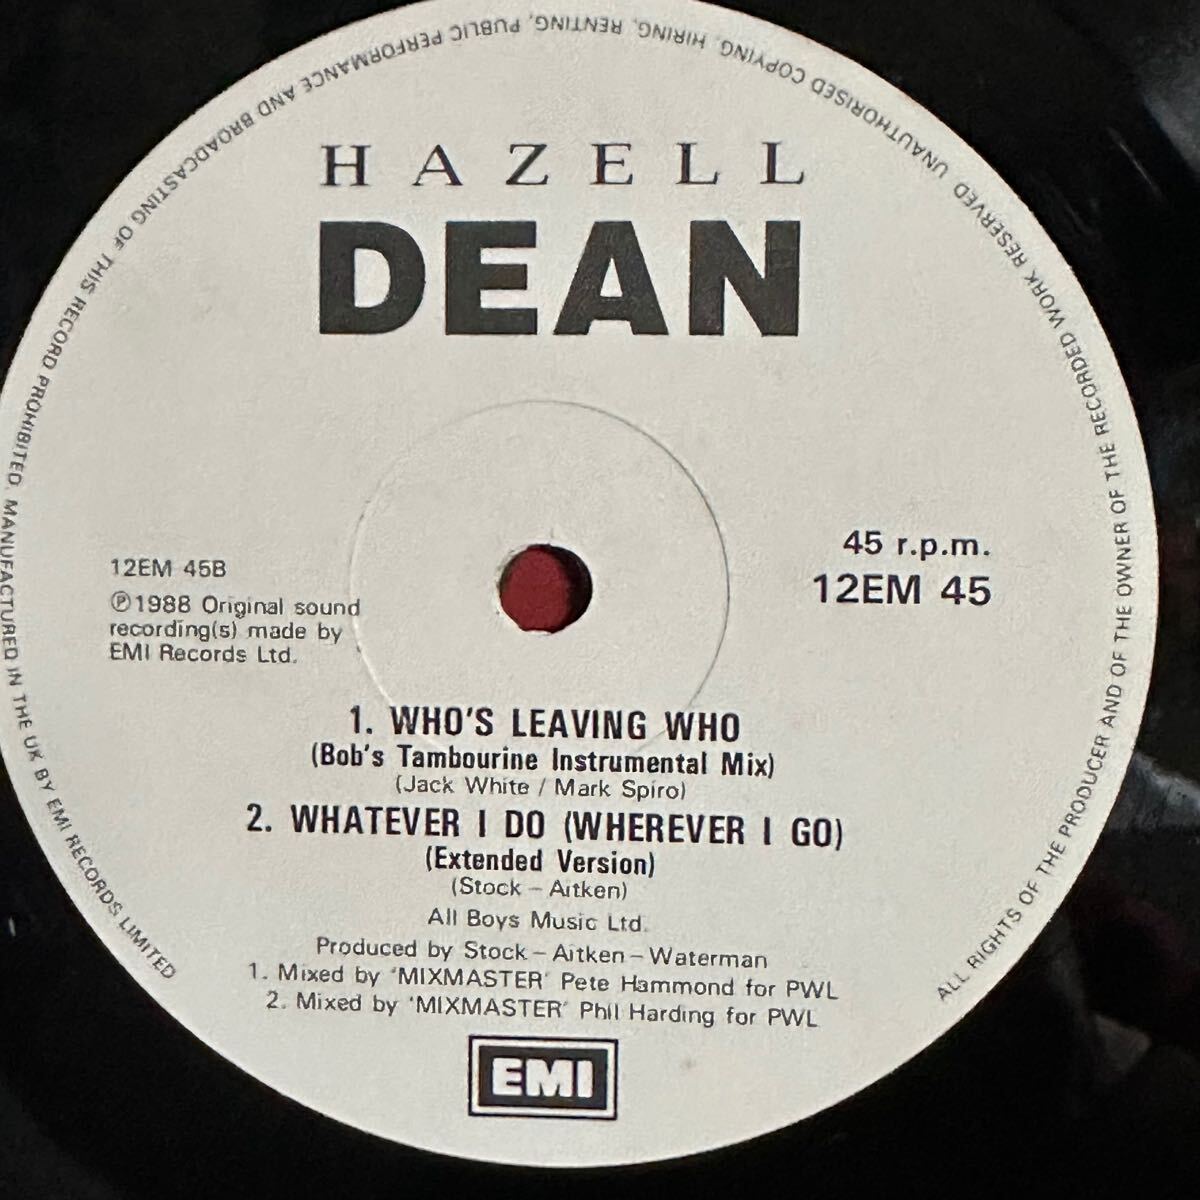 MANUFACTURED IN THE UK BY EMI RECORDS LIMITED
ALL RIGHTS OF THE PRODUCER AND OF THE OWNER OF THE RECORDED WORK RESERVED. UNAUTHORISED COPYING, HIRING, RENTING, PUBLIC PERFORMANCE AND BROADCASTING OF THIS RECORD PROHIBITED.
HAZELL
DEAN
45 r.p.m.
12EM 45
12EM 45B
℗1988 Original sound
recording(s) made by
EMI Records Ltd.
1. WHO'S LEAVING WHO
(Bob's Tambourine Instrumental Mix)
(Jack White / Mark Spiro)
2. WHATEVER I DO (WHEREVER I GO)
(Extended Version)
(Stock – Aitken)
All Boys Music Ltd.
Produced by Stock – Aitken – Waterman
1. Mixed by 'MIXMASTER' Pete Hammond for PWL
2. Mixed by 'MIXMASTER' Phil Harding for PWL
EMI